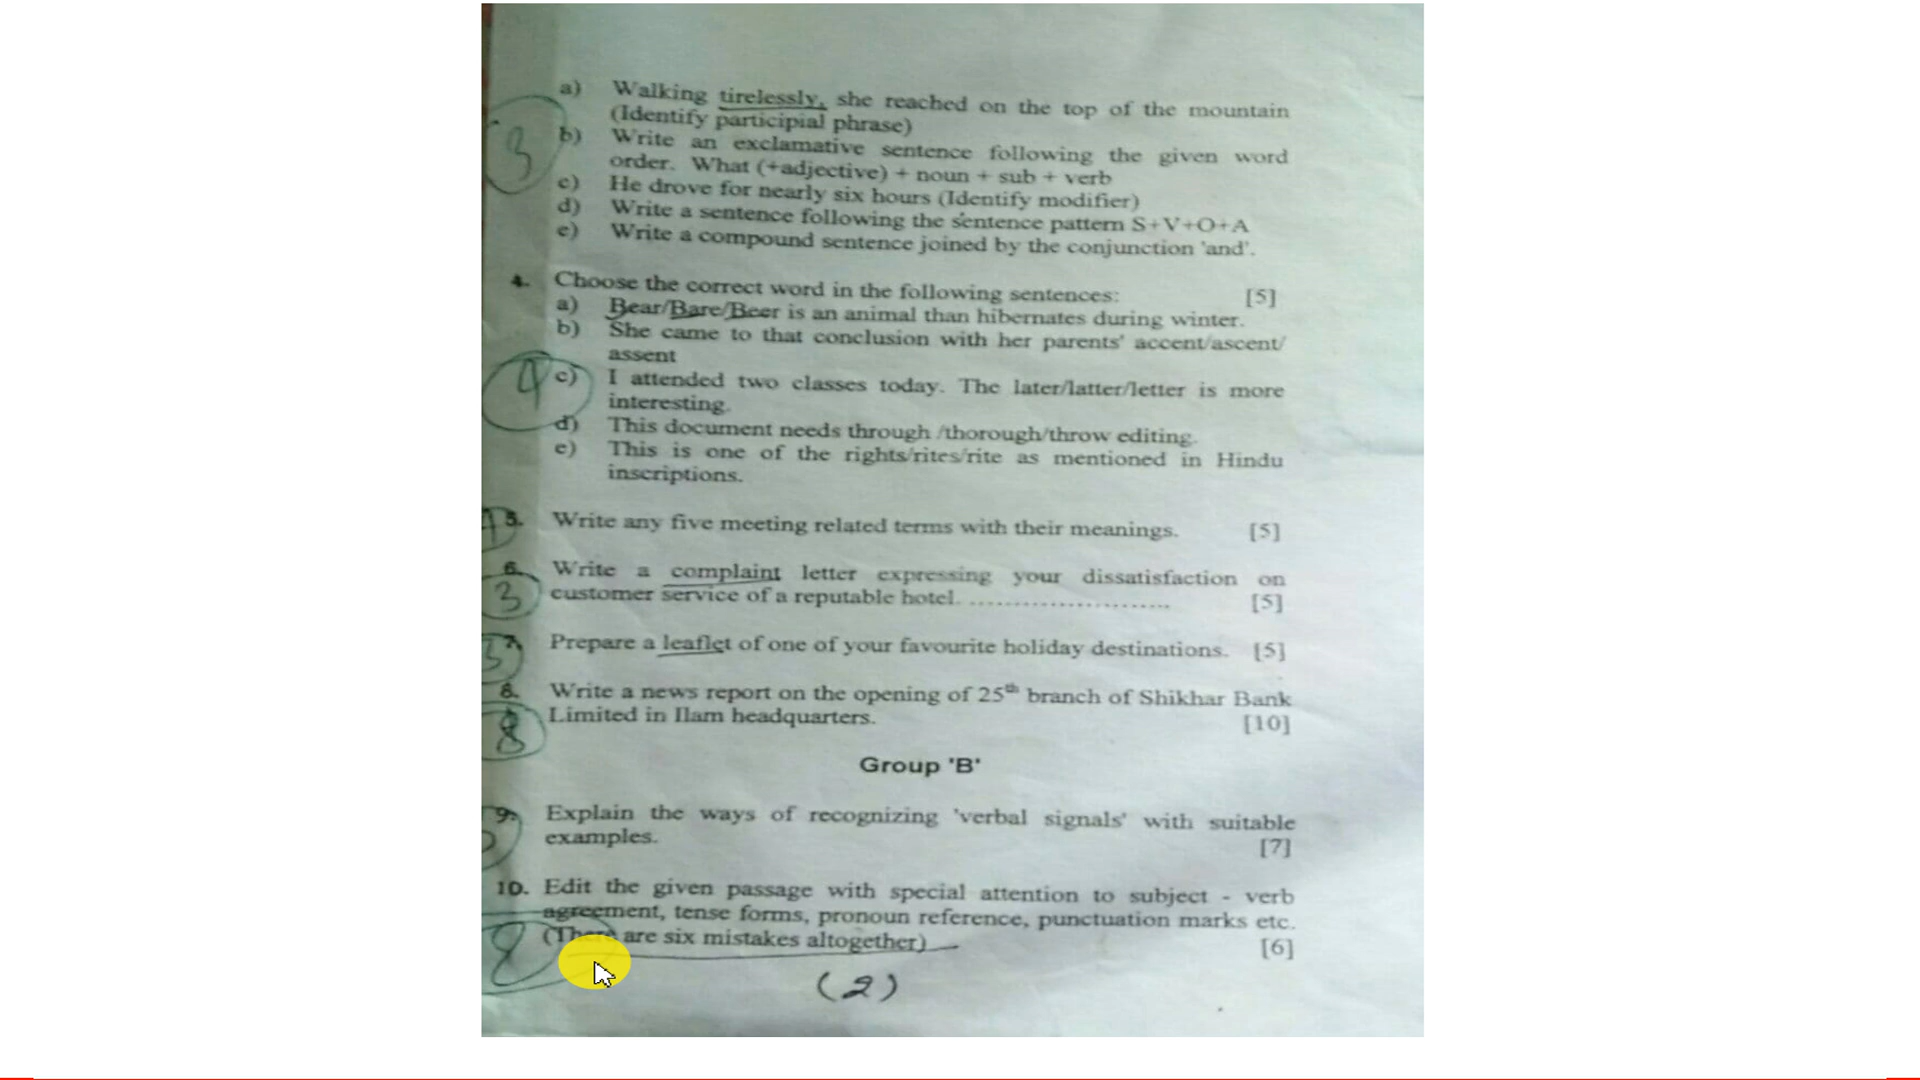 a) Walking tirelessly, she reached on the top of the mountain
(Identify participial phrase)
3
b) Write an exclamative sentence following the given word
order. What (+adjective) + noun + sub + verb
c) He drove for nearly six hours (Identify modifier)
d) Write a sentence following the sentence pattern S+V+O+A
e) Write a compound sentence joined by the conjunction 'and'.
4. Choose the correct word in the following sentences: [5]
a) Bear/Bare/Beer is an animal than hibernates during winter.
b) She came to that conclusion with her parents' accent/ascent/
assent
4
c) I attended two classes today. The later/latter/letter is more
interesting.
d) This document needs through /thorough/throw editing.
e) This is one of the rights/rites/rite as mentioned in Hindu
inscriptions.
5. Write any five meeting related terms with their meanings. [5]
6. Write a complaint letter expressing your dissatisfaction on
3
customer service of a reputable hotel. ........................ [5]
7. Prepare a leaflet of one of your favourite holiday destinations. [5]
8. Write a news report on the opening of 25th branch of Shikhar Bank
8
Limited in Ilam headquarters. [10]
Group 'B'
9. Explain the ways of recognizing 'verbal signals' with suitable
examples. [7]
10. Edit the given passage with special attention to subject - verb
agreement, tense forms, pronoun reference, punctuation marks etc.
(There are six mistakes altogether) [6]
(2)